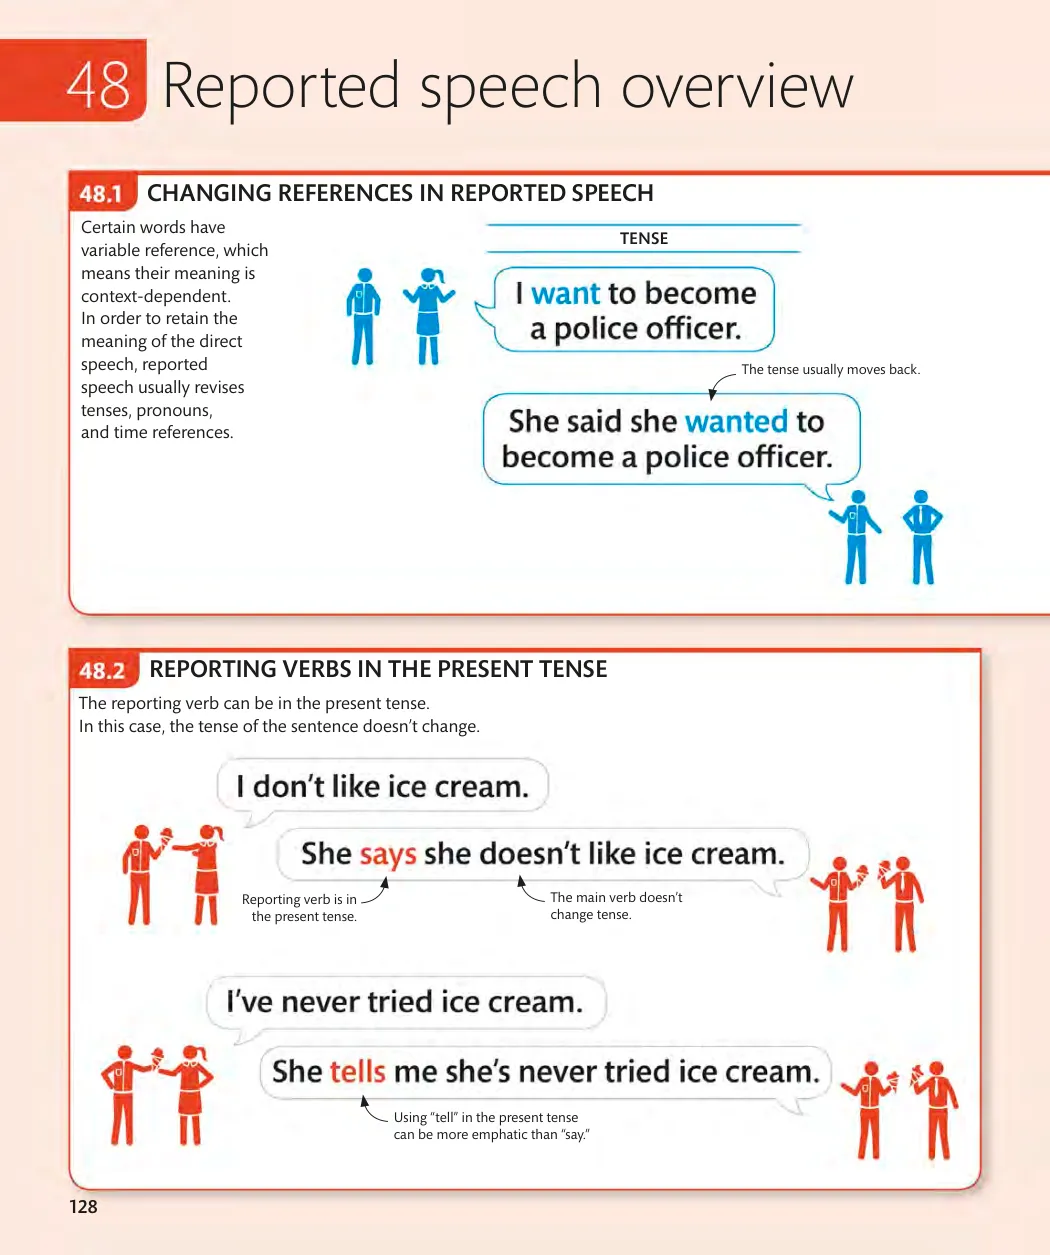 48 Reported speech overview
48.1 CHANGING REFERENCES IN REPORTED SPEECH
Certain words have
variable reference, which
means their meaning is
context-dependent.
In order to retain the
meaning of the direct
speech, reported
speech usually revises
tenses, pronouns,
and time references.
TENSE
I want to become
a police officer.
The tense usually moves back.
She said she wanted to
become a police officer.
48.2 REPORTING VERBS IN THE PRESENT TENSE
The reporting verb can be in the present tense.
In this case, the tense of the sentence doesn’t change.
I don’t like ice cream.
She says she doesn’t like ice cream.
Reporting verb is in
the present tense.
The main verb doesn’t
change tense.
I’ve never tried ice cream.
She tells me she’s never tried ice cream.
Using “tell” in the present tense
can be more emphatic than “say.”
128